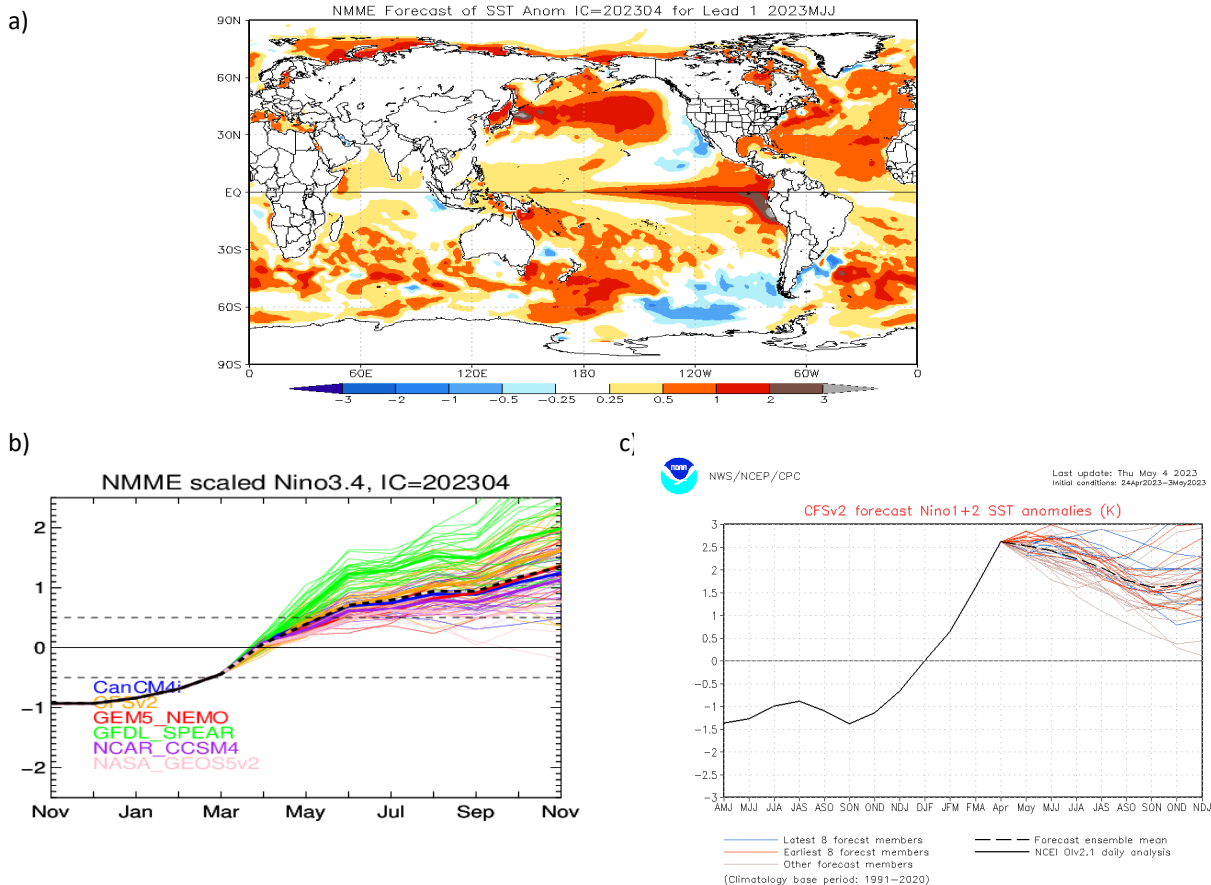 a)
NMME Forecast of SST Anom IC=202304 for Lead 1 2023MJJ
90N
60N
30N
EQ
30S
60S
90S
0 60E 120E 180 120W 60W 0
-3 -2 -1 -0.5 -0.25 0.25 0.5 1 2 3
b)
NMME scaled Nino3.4, IC=202304
2
1
0
-1
-2
CanCM4i
CFSv2
GEM5_NEMO
GFDL_SPEAR
NCAR_CCSM4
NASA_GEOS5v2
Nov Jan Mar May Jul Sep Nov
c)
NOAA
NWS/NCEP/CPC
Last update: Thu May 4 2023
Initial conditions: 24Apr2023-3May2023
CFSv2 forecast Nino1+2 SST anomalies (K)
3
2.5
2
1.5
1
0.5
0
-0.5
-1
-1.5
-2
-2.5
-3
AMJ MJJ JJA JAS ASO SON OND NDJ DJF JFM FMA Apr May MJJ JJA JAS ASO SON Apr OND NDJ
Latest 8 forecst members
Earliest 8 forecst members
Other forecast members
Forecast ensemble mean
NCEI OIv2.1 daily analysis
(Climatology base period: 1991-2020)